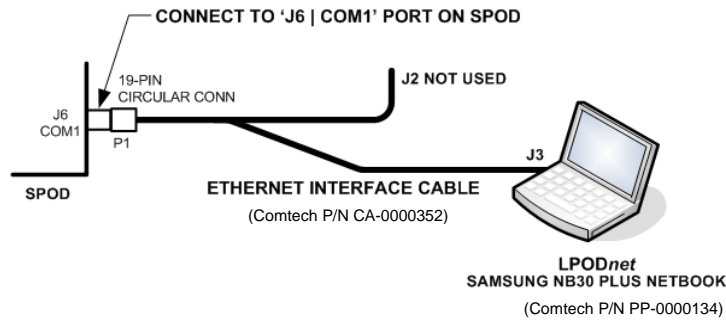 CONNECT TO ‘J6 | COM1’ PORT ON SPOD
J2 NOT USED
19-PIN
CIRCULAR CONN
J6
COM1
P1
J3
SPOD
ETHERNET INTERFACE CABLE
(Comtech P/N CA-0000352)
LPODnet
SAMSUNG NB30 PLUS NETBOOK
(Comtech P/N PP-0000134)